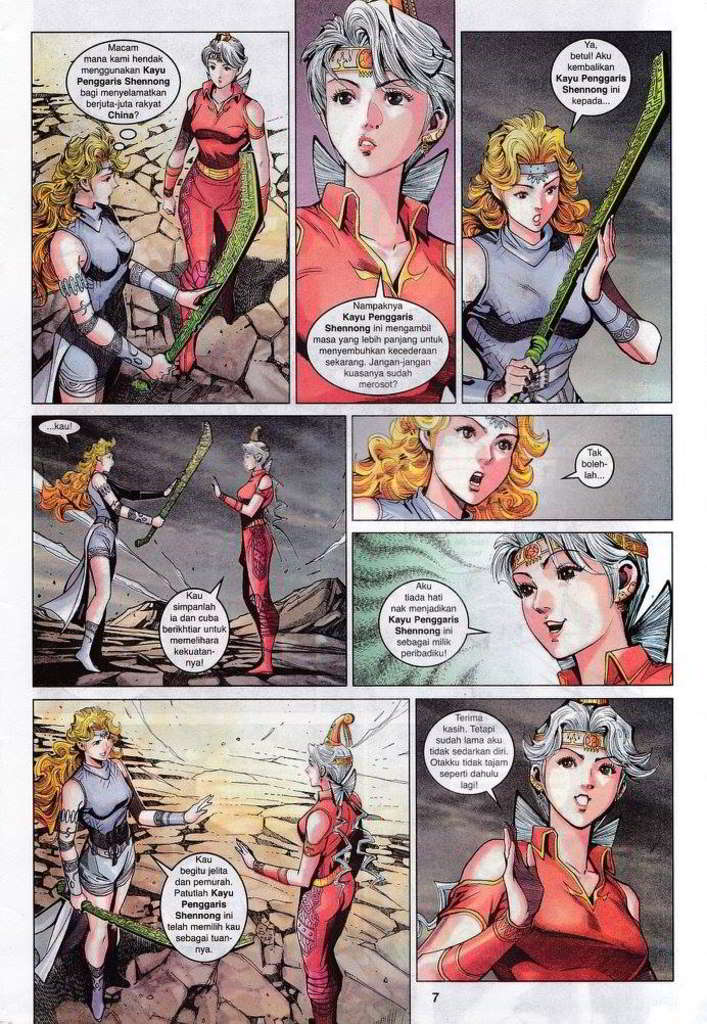 Macam
mana kami hendak
menggunakan Kayu
Penggaris Shennong
bagi menyelamatkan
berjuta-juta rakyat
China?
Nampaknya
Kayu Penggaris
Shennong ini mengambil
masa yang lebih panjang untuk
menyembuhkan kecederaan
sekarang. Jangan-jangan
kuasanya sudah
merosot?
Ya,
betul! Aku
kembalikan
Kayu Penggaris
Shennong ini
kepada...
...kau!
Kau
simpanlah
ia dan cuba
berikhtiar untuk
memelihara
kekuatan-
nya!
Tak
boleh-
lah...
Aku
tiada hati
nak menjadikan
Kayu Penggaris
Shennong ini
sebagai milik
peribadiku!
Kau
begitu jelita
dan pemurah.
Patutlah Kayu
Penggaris
Shennong ini
telah memilih kau
sebagai tuan-
nya.
Terima
kasih. Tetapi
sudah lama aku
tidak sedarkan diri.
Otakku tidak tajam
seperti dahulu
lagi!
7